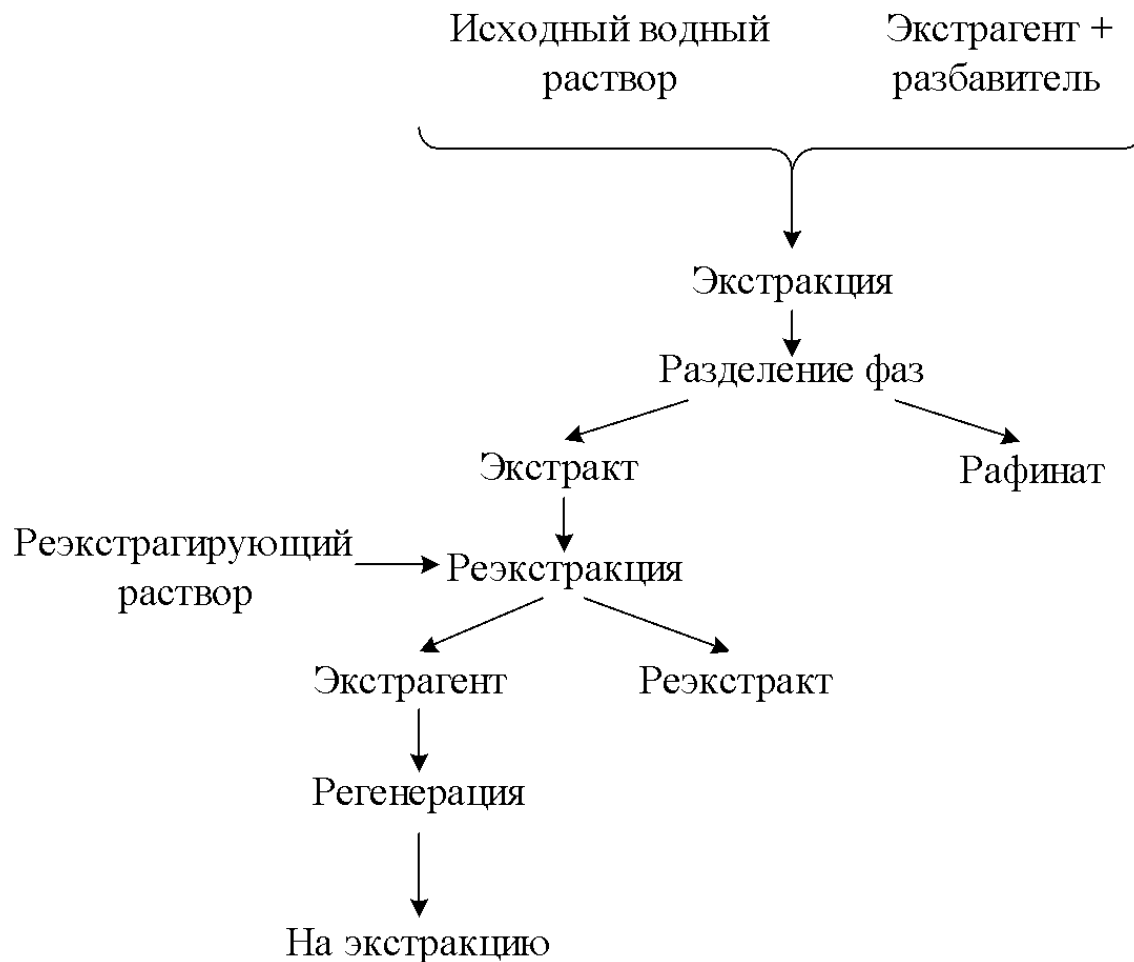 Исходный водный
раствор
Экстрагент +
разбавитель
Экстракция
Разделение фаз
Экстракт
Рафинат
Реэкстрагирующий
раствор
Реэкстракция
Экстрагент
Реэкстракт
Регенерация
На экстракцию